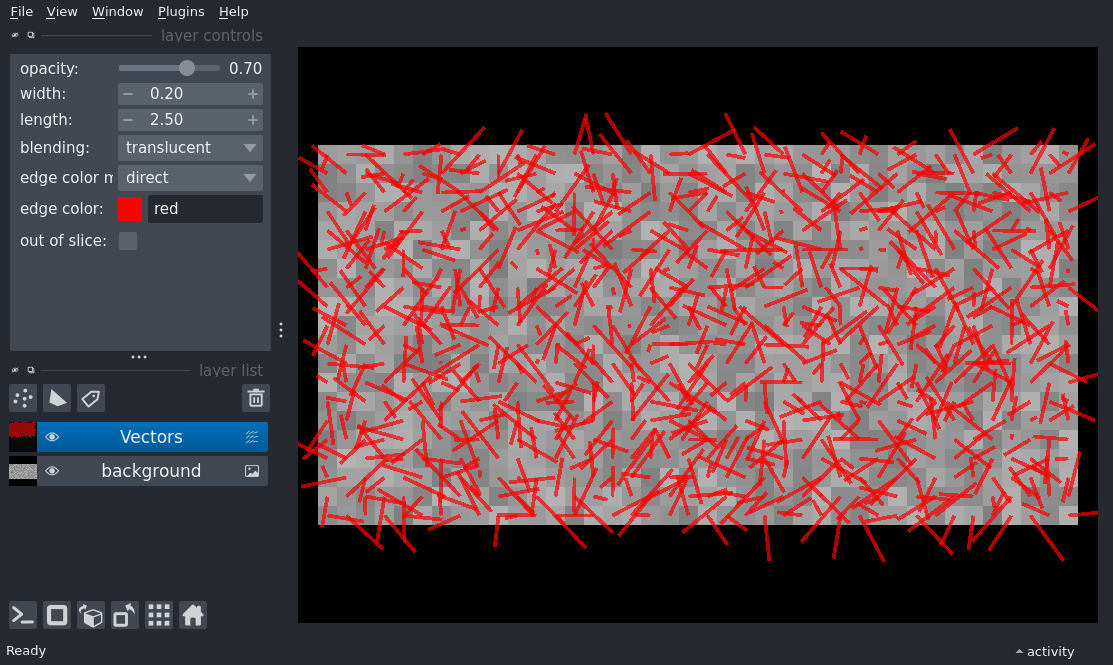 File View Window Plugins Help
layer controls
opacity: 0.70
width: 0.20
length: 2.50
blending: translucent
edge color m direct
edge color: red
out of slice:
layer list
Vectors
background
Ready
activity